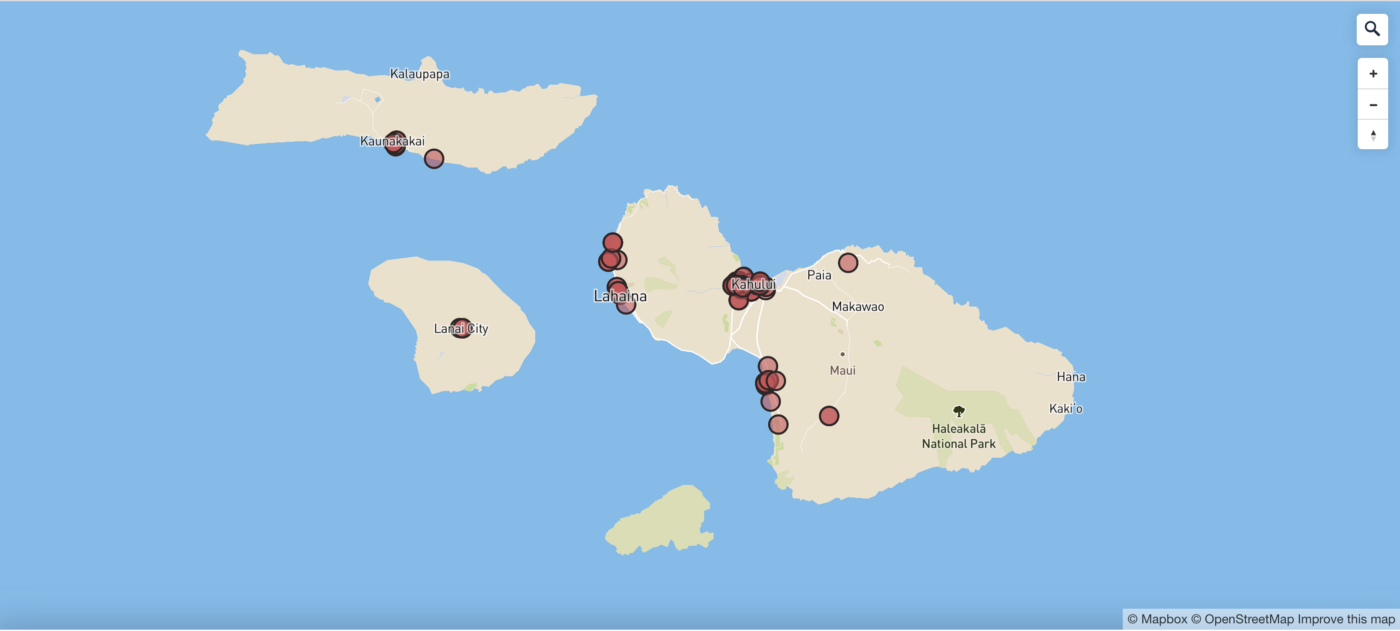 Kalaupapa
Kaunakakai
Lahaina
Kahului
Paia
Makawao
Lanai City
Maui
Hana
Kaki'o
Haleakalā
National Park
+
−
© Mapbox © OpenStreetMap Improve this map